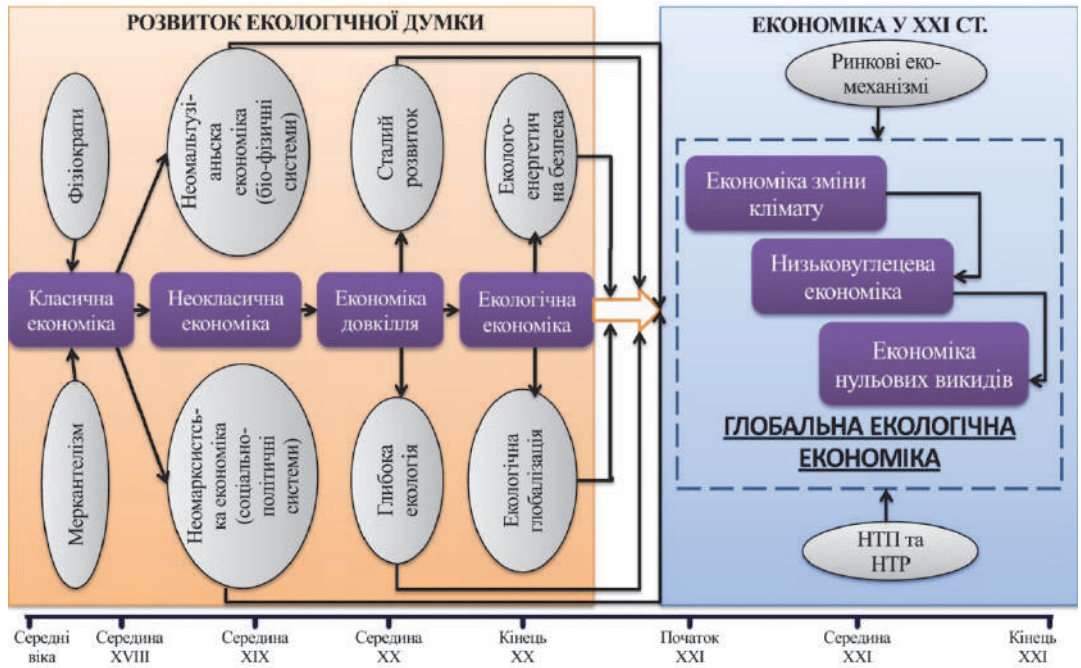 РОЗВИТОК ЕКОЛОГІЧНОЇ ДУМКИ
Фізіократи
Неомальтузі-
аньска
економіка
(біо-фізичні
системи)
Сталий
розвиток
Еколого-
енергетич
на безпека
Класична
економіка
Неокласична
економіка
Економіка
довкілля
Екологічна
економіка
Меркантелізм
Неомарксистсь-
ка економіка
(соціально-
політичні
системи)
Глибока
екологія
Екологічна
глобалізація
ЕКОНОМІКА У ХХІ СТ.
Ринкові еко-
механізмі
Економіка зміни
клімату
Низьковуглецева
економіка
Економіка
нульових викидів
ГЛОБАЛЬНА ЕКОЛОГІЧНА
ЕКОНОМІКА
НТП та
НТР
Середні
віка
Середина
XVIII
Середина
XIX
Середина
XX
Кінець
XX
Початок
XXI
Середина
XXI
Кінець
XXI